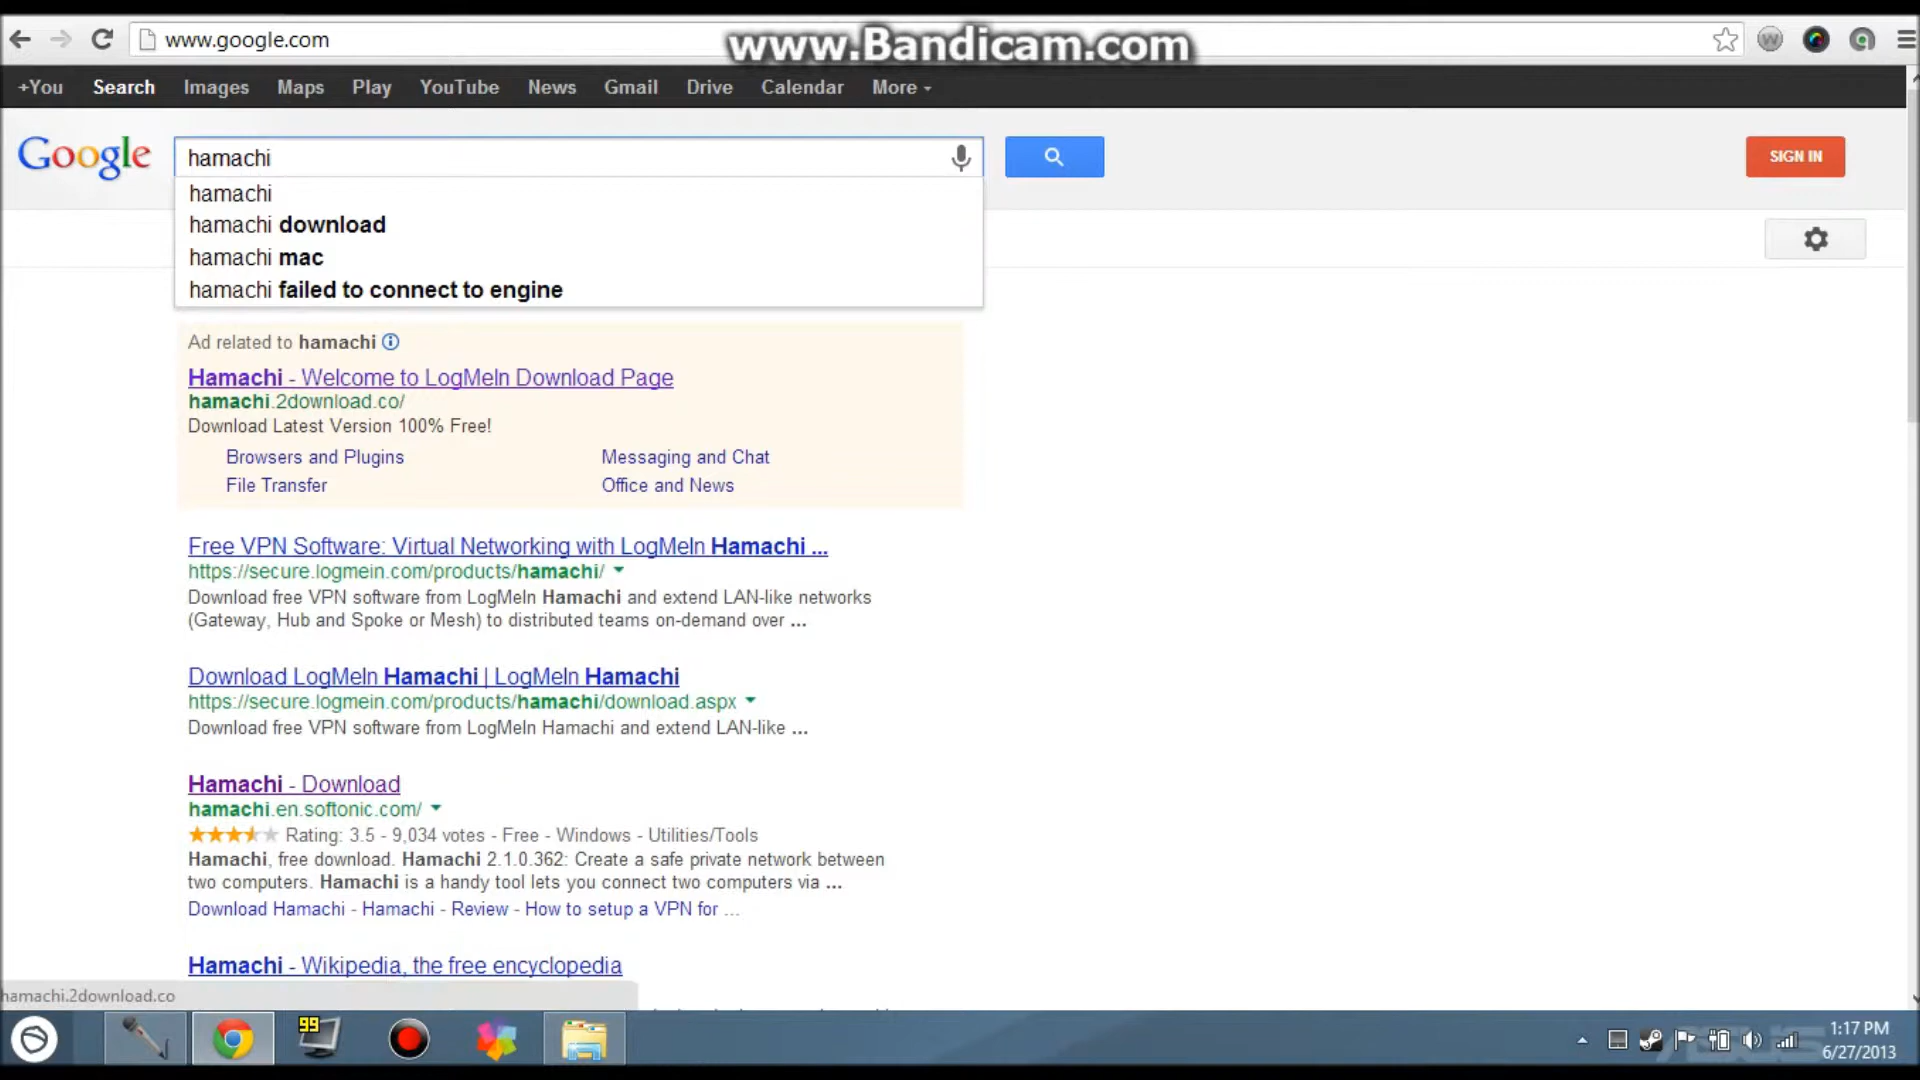 www.google.com
www.Bandicam.com
+You Search Images Maps Play YouTube News Gmail Drive Calendar More
Google
hamachi
SIGN IN
hamachi
hamachi download
hamachi mac
hamachi failed to connect to engine
Ad related to hamachi
Hamachi - Welcome to LogMeIn Download Page
hamachi.2download.co/
Download Latest Version 100% Free!
Browsers and Plugins Messaging and Chat
File Transfer Office and News
Free VPN Software: Virtual Networking with LogMeIn Hamachi ...
https://secure.logmein.com/products/hamachi/
Download free VPN software from LogMeIn Hamachi and extend LAN-like networks
(Gateway, Hub and Spoke or Mesh) to distributed teams on-demand over ...
Download LogMeIn Hamachi | LogMeIn Hamachi
https://secure.logmein.com/products/hamachi/download.aspx
Download free VPN software from LogMeIn Hamachi and extend LAN-like ...
Hamachi - Download
hamachi.en.softonic.com/
Rating: 3.5 - 9,034 votes - Free - Windows - Utilities/Tools
Hamachi, free download. Hamachi 2.1.0.362: Create a safe private network between
two computers. Hamachi is a handy tool lets you connect two computers via ...
Download Hamachi - Hamachi - Review - How to setup a VPN for ...
Hamachi - Wikipedia, the free encyclopedia
hamachi.2download.co
99
1:17 PM
6/27/2013